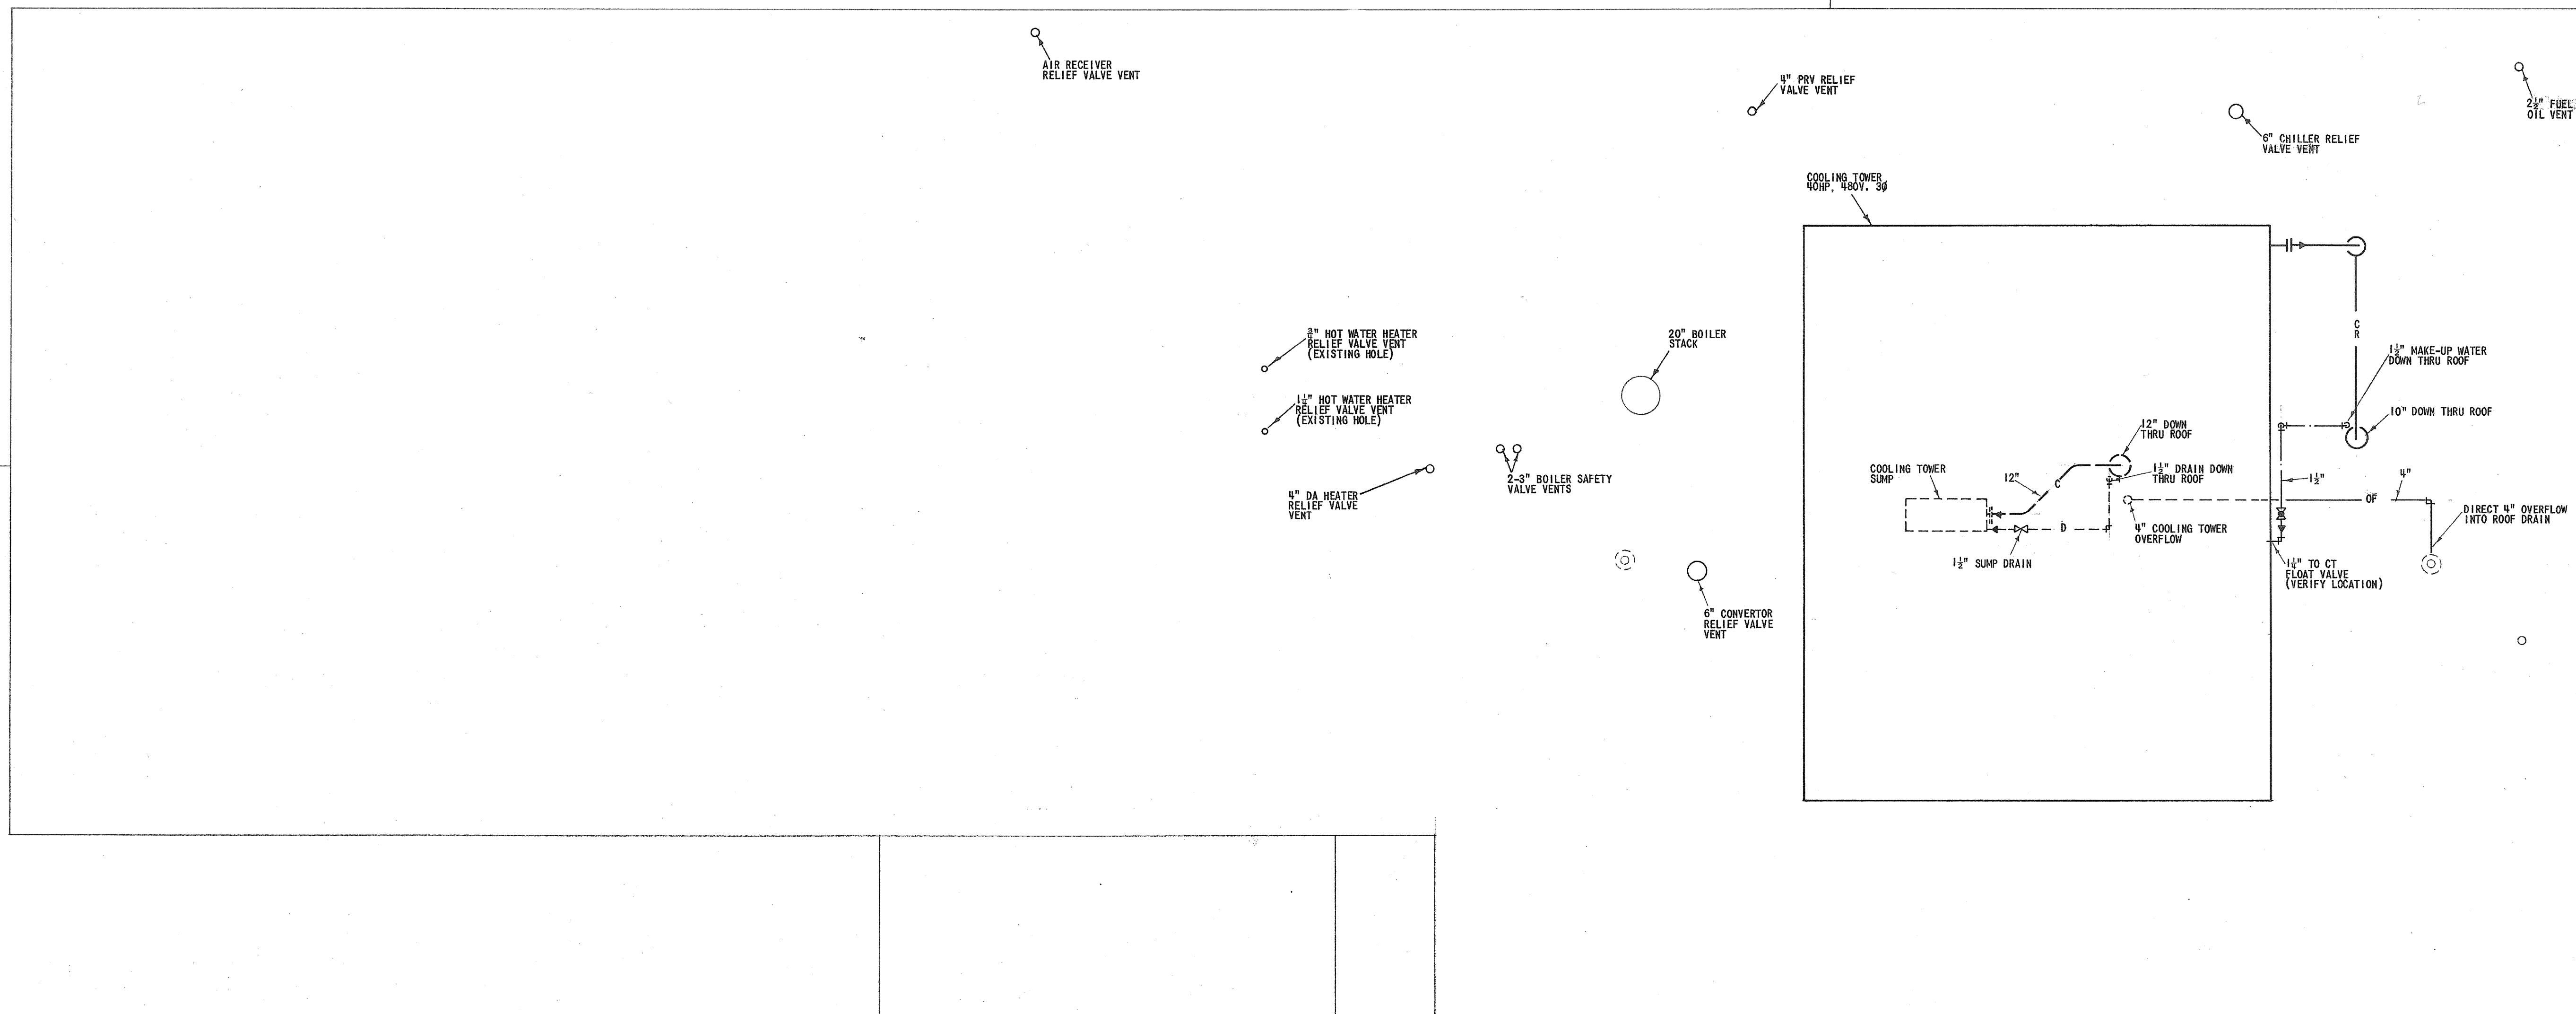 AIR RECEIVER
RELIEF VALVE VENT
4" PRV RELIEF
VALVE VENT
2½" FUEL
OIL VENT
6" CHILLER RELIEF
VALVE VENT
COOLING TOWER
40HP, 480V. 3Ø
¾" HOT WATER HEATER
RELIEF VALVE VENT
(EXISTING HOLE)
20" BOILER
STACK
C
R
1½" MAKE-UP WATER
DOWN THRU ROOF
1¼" HOT WATER HEATER
RELIEF VALVE VENT
(EXISTING HOLE)
10" DOWN THRU ROOF
12" DOWN
THRU ROOF
COOLING TOWER
SUMP
12"
C
1½" DRAIN DOWN
THRU ROOF
1½"
4"
OF
2-3" BOILER SAFETY
VALVE VENTS
4" DA HEATER
RELIEF VALVE
VENT
D
4" COOLING TOWER
OVERFLOW
DIRECT 4" OVERFLOW
INTO ROOF DRAIN
1½" SUMP DRAIN
1¼" TO CT
FLOAT VALVE
(VERIFY LOCATION)
6" CONVERTOR
RELIEF VALVE
VENT